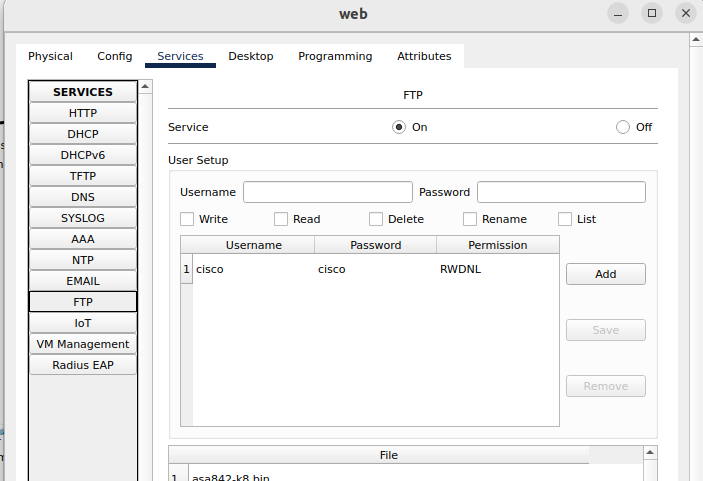 web
Physical Config Services Desktop Programming Attributes
SERVICES
HTTP
DHCP
DHCPv6
TFTP
DNS
SYSLOG
AAA
NTP
EMAIL
FTP
IoT
VM Management
Radius EAP
FTP
Service On Off
User Setup
Username Password
Write Read Delete Rename List
Username Password Permission
1 cisco cisco RWDNL
Add
Save
Remove
File
1 asa842-k8.bin